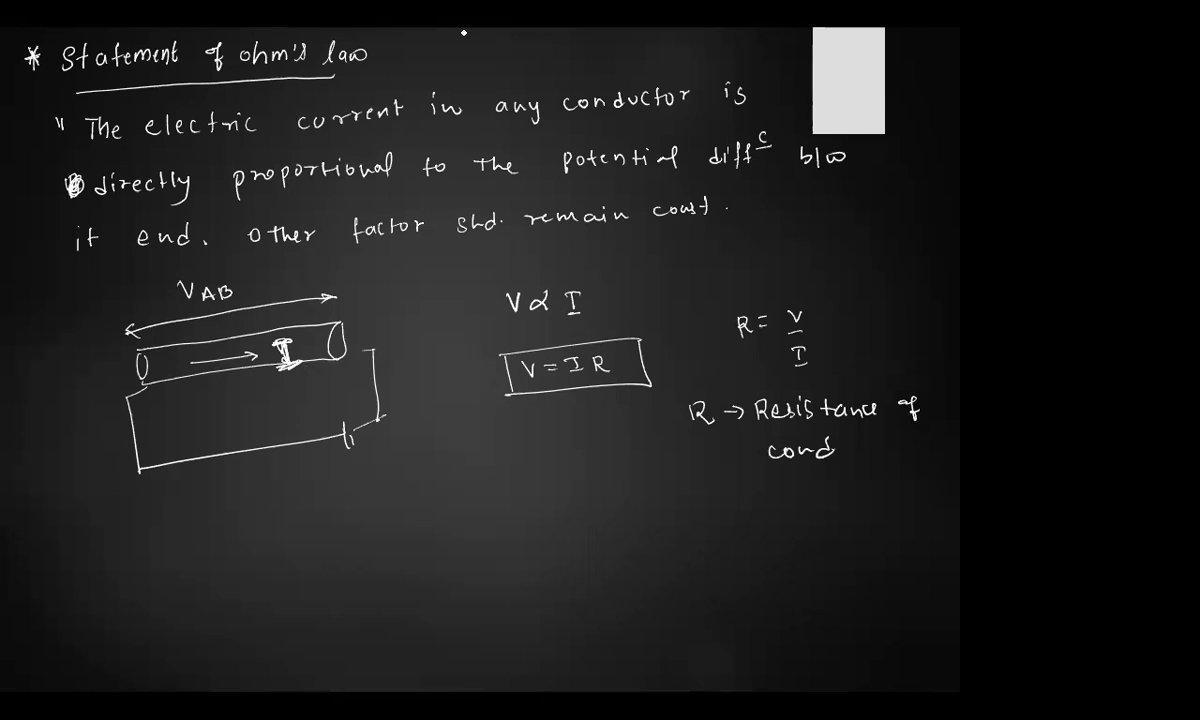 * Statement of ohm's law
" The electric current in any conductor is
directly proportional to the potential diffc b/w
it end. other factor shd. remain const.
VAB
I
V ∝ I
V = I R
R = V/I
R → Resistance of
cond